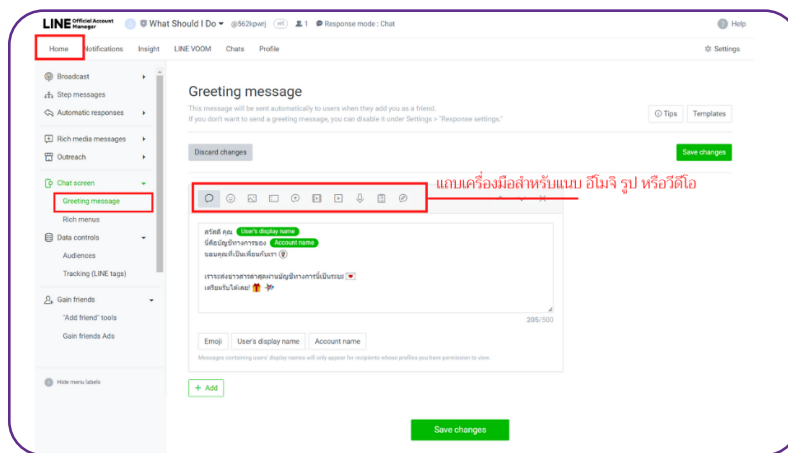 LINE Official Account Manager
What Should I Do @562kpwrj 1 Response mode : Chat Help
Home Notifications Insight LINE VOOM Chats Profile Settings
Broadcast
Step messages
Automatic responses
Rich media messages
Outreach
Chat screen
Greeting message
Rich menus
Data controls
Audiences
Tracking (LINE tags)
Gain friends
"Add friend" tools
Gain friends Ads
Hide menu labels
Greeting message
This message will be sent automatically to users when they add you as a friend.
If you don't want to send a greeting message, you can disable it under Settings > "Response settings."
Tips Templates
Discard changes Save changes
แถบเครื่องมือสำหรับแนบ อีโมจิ รูป หรือวีดีโอ
สวัสดี คุณ User's display name
นี่คือบัญชีทางการของ Account name
ขอบคุณที่เป็นเพื่อนกับเรา
เราจะส่งข่าวสารล่าสุดผ่านบัญชีทางการนี้เป็นระยะ
เตรียมรับได้เลย!
205/500
Emoji User's display name Account name
Messages containing users' display names will only appear for recipients whose profiles you have permission to view.
+ Add
Save changes